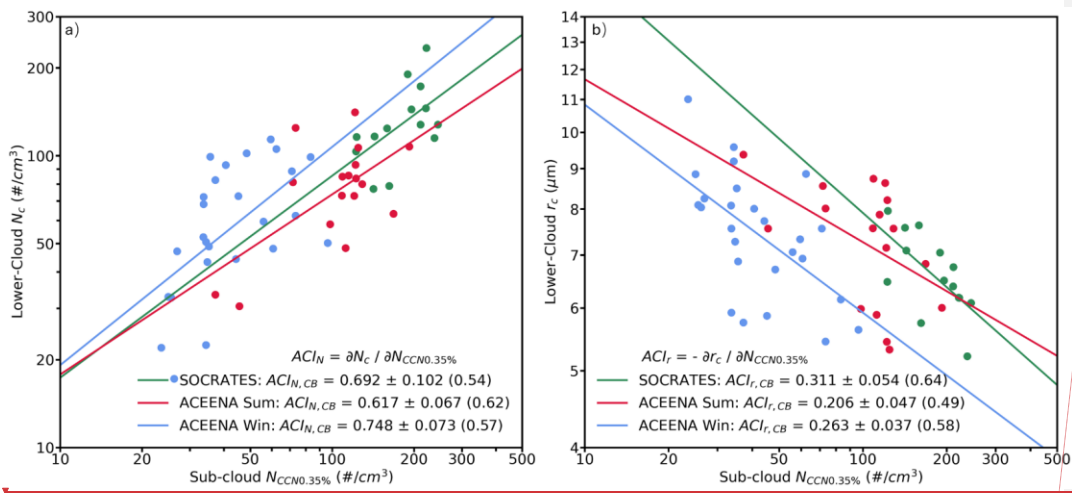 a)
300
200
100
50
20
10
Lower-Cloud N_c (#/cm³)
ACI_N = ∂N_c / ∂N_CCN0.35%
SOCRATES: ACI_N,CB = 0.692 ± 0.102 (0.54)
ACEENA Sum: ACI_N,CB = 0.617 ± 0.067 (0.62)
ACEENA Win: ACI_N,CB = 0.748 ± 0.073 (0.57)
10 20 50 100 200 500
Sub-cloud N_CCN0.35% (#/cm³)
b)
14
13
12
11
10
9
8
7
6
5
4
Lower-Cloud r_c (μm)
ACI_r = - ∂r_c / ∂N_CCN0.35%
SOCRATES: ACI_r,CB = 0.311 ± 0.054 (0.64)
ACEENA Sum: ACI_r,CB = 0.206 ± 0.047 (0.49)
ACEENA Win: ACI_r,CB = 0.263 ± 0.037 (0.58)
10 20 50 100 200 500
Sub-cloud N_CCN0.35% (#/cm³)